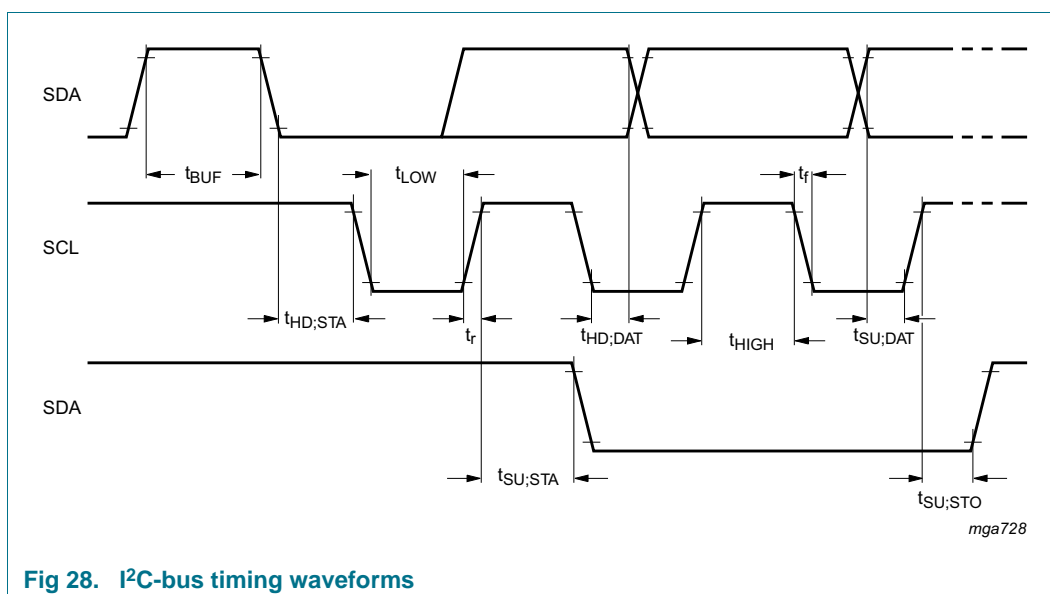 SDA
tBUF
tLOW
tf
SCL
tHD;STA
tr
tHD;DAT
tHIGH
tSU;DAT
SDA
tSU;STA
tSU;STO
mga728
Fig 28. I²C-bus timing waveforms